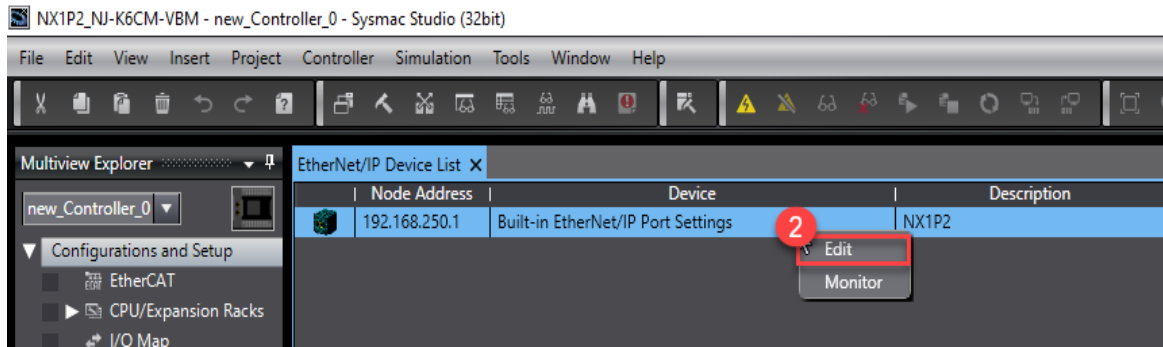 NX1P2_NJ-K6CM-VBM - new_Controller_0 - Sysmac Studio (32bit)
File Edit View Insert Project Controller Simulation Tools Window Help
Multiview Explorer
EtherNet/IP Device List X
new_Controller_0
Node Address | Device | Description
192.168.250.1 Built-in EtherNet/IP Port Settings NX1P2
2
Configurations and Setup
Edit
EtherCAT
Monitor
CPU/Expansion Racks
I/O Map